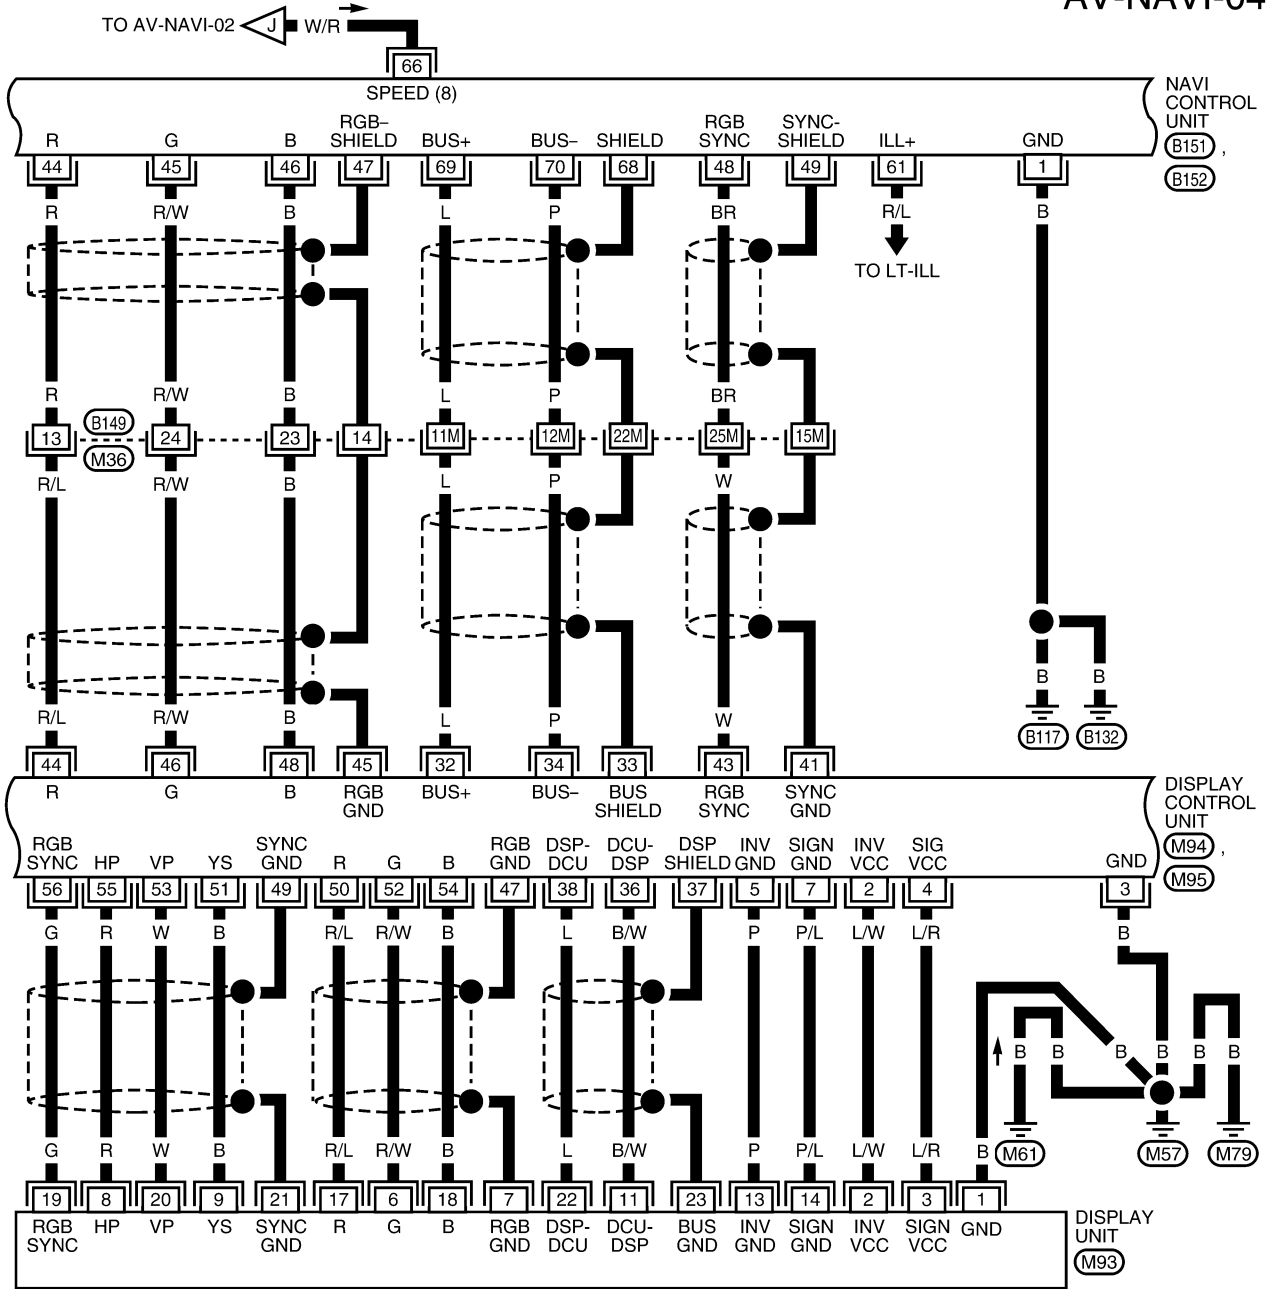 AV-NAVI-04
TO AV-NAVI-02 J W/R
66
SPEED (8)
NAVI
CONTROL
UNIT
B151 ,
B152
R G B RGB– SHIELD BUS+ BUS– SHIELD RGB SYNC SYNC- SHIELD ILL+ GND
44 45 46 47 69 70 68 48 49 61 1
R R/W B L P BR R/L B
TO LT-ILL
R R/W B L P BR
B149
13 24 23 14 11M 12M 22M 25M 15M
M36
R/L R/W B L P W
B B
R/L R/W B L P W
B117 B132
44 46 48 45 32 34 33 43 41
R G B RGB GND BUS+ BUS– BUS SHIELD RGB SYNC SYNC GND
DISPLAY
CONTROL
UNIT
M94 ,
M95
RGB SYNC HP VP YS SYNC GND R G B RGB GND DSP- DCU DCU- DSP DSP SHIELD INV GND SIGN GND INV VCC SIG VCC GND
56 55 53 51 49 50 52 54 47 38 36 37 5 7 2 4 3
G R W B R/L R/W B L B/W P P/L L/W L/R B
B B B B B B
G R W B R/L R/W B L B/W P P/L L/W L/R B
M61 M57 M79
19 8 20 9 21 17 6 18 7 22 11 23 13 14 2 3 1
RGB SYNC HP VP YS SYNC GND R G B RGB GND DSP- DCU DCU- DSP BUS GND INV GND SIGN GND INV VCC SIGN VCC GND
DISPLAY
UNIT
M93